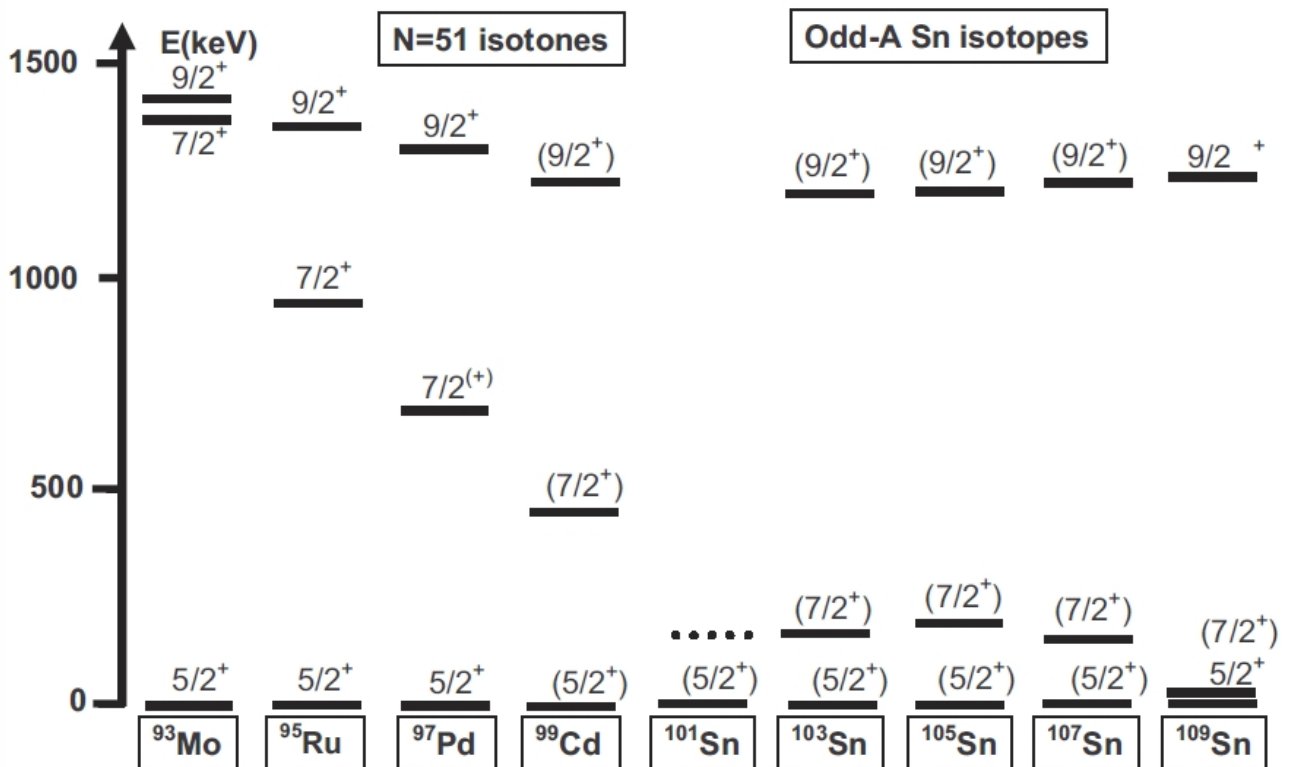 E(keV)
N=51 isotones
Odd-A Sn isotopes
1500
1000
500
0
9/2⁺
7/2⁺
5/2⁺
⁹³Mo
9/2⁺
7/2⁺
5/2⁺
⁹⁵Ru
9/2⁺
7/2⁽⁺⁾
5/2⁺
⁹⁷Pd
(9/2⁺)
(7/2⁺)
(5/2⁺)
⁹⁹Cd
(5/2⁺)
¹⁰¹Sn
(9/2⁺)
(7/2⁺)
(5/2⁺)
¹⁰³Sn
(9/2⁺)
(7/2⁺)
(5/2⁺)
¹⁰⁵Sn
(9/2⁺)
(7/2⁺)
(5/2⁺)
¹⁰⁷Sn
9/2 ⁺
(7/2⁺)
5/2⁺
¹⁰⁹Sn